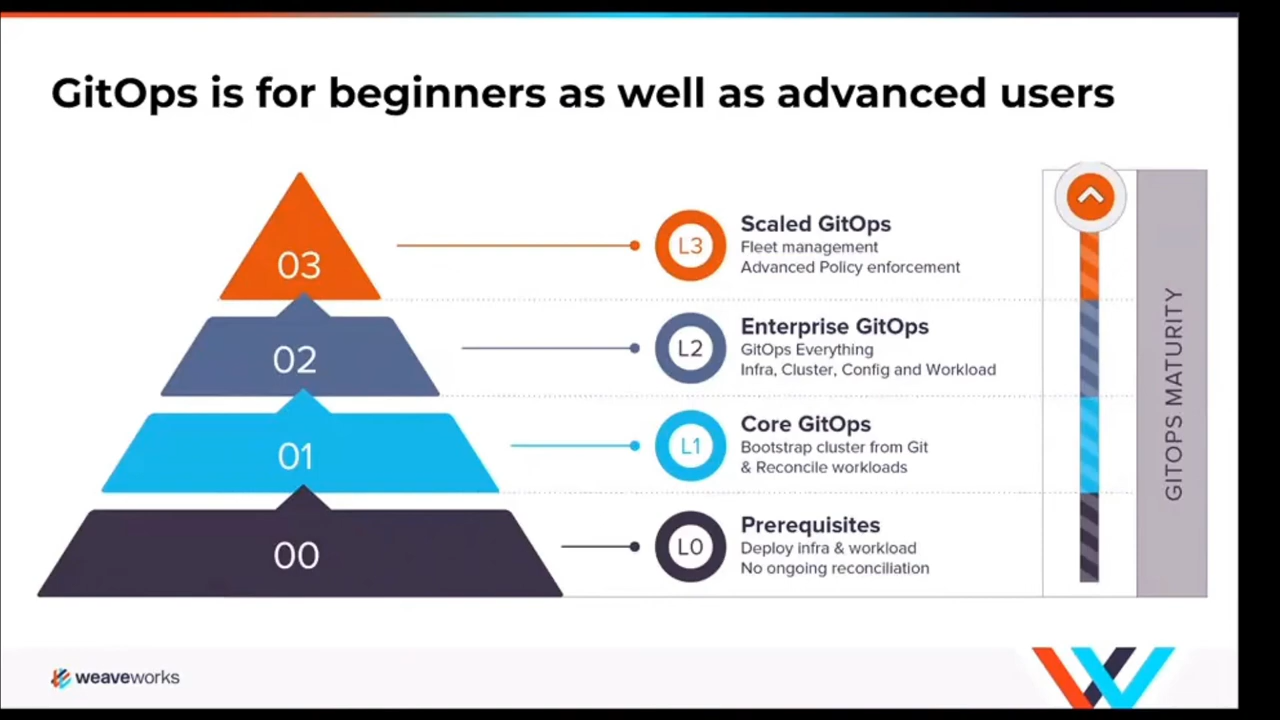 GitOps is for beginners as well as advanced users
03
L3
Scaled GitOps
Fleet management
Advanced Policy enforcement
02
L2
Enterprise GitOps
GitOps Everything
Infra, Cluster, Config and Workload
01
L1
Core GitOps
Bootstrap cluster from Git
& Reconcile workloads
00
L0
Prerequisites
Deploy infra & workload
No ongoing reconciliation
GITOPS MATURITY
weaveworks